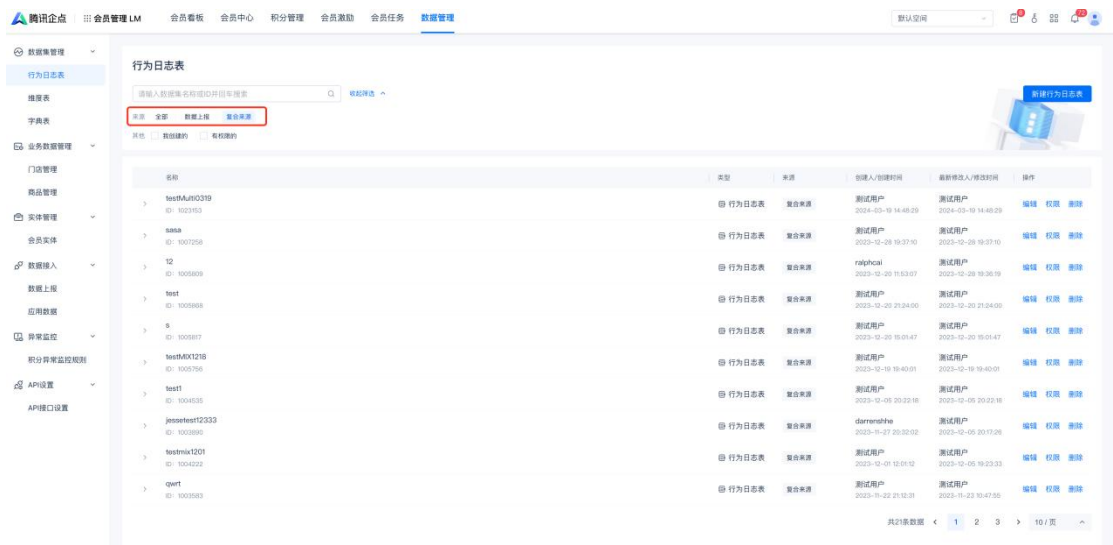 腾讯企点 会员管理 LM 会员看板 会员中心 积分管理 会员激励 会员任务 数据管理 默认空间
数据集管理
行为日志表
维度表
字典表
业务数据管理
门店管理
商品管理
实体管理
会员实体
数据接入
数据上报
应用数据
异常监控
积分异常监控规则
API设置
API接口设置
行为日志表
请输入数据集名称或ID并回车搜索 收起筛选
新建行为日志表
来源 全部 数据上报 复合来源
其他 我创建的 有权限的
名称 类型 来源 创建人/创建时间 最新修改人/修改时间 操作
testMulti0319 行为日志表 复合来源 测试用户 测试用户 编辑 权限 删除
ID: 1023153 2024-03-19 14:48:29 2024-03-19 14:48:29
sasa 行为日志表 复合来源 测试用户 测试用户 编辑 权限 删除
ID: 1007256 2023-12-28 19:37:10 2023-12-28 19:37:10
12 行为日志表 复合来源 ralphcai 测试用户 编辑 权限 删除
ID: 1005809 2023-12-20 11:53:07 2023-12-28 19:36:19
test 行为日志表 复合来源 测试用户 测试用户 编辑 权限 删除
ID: 1005868 2023-12-20 21:24:00 2023-12-20 21:24:00
s 行为日志表 复合来源 测试用户 测试用户 编辑 权限 删除
ID: 1005817 2023-12-20 15:01:47 2023-12-20 15:01:47
testMIX1218 行为日志表 复合来源 测试用户 测试用户 编辑 权限 删除
ID: 1005756 2023-12-19 19:40:01 2023-12-19 19:40:01
test1 行为日志表 复合来源 测试用户 测试用户 编辑 权限 删除
ID: 1004535 2023-12-05 20:22:16 2023-12-05 20:22:16
jessetest12333 行为日志表 复合来源 darrenshhe 测试用户 编辑 权限 删除
ID: 1003690 2023-11-27 20:32:02 2023-12-05 20:17:26
testmix1201 行为日志表 复合来源 测试用户 测试用户 编辑 权限 删除
ID: 1004222 2023-12-01 12:01:12 2023-12-05 19:23:33
qwrt 行为日志表 复合来源 测试用户 测试用户 编辑 权限 删除
ID: 1003583 2023-11-22 21:12:31 2023-11-23 10:47:55
共21条数据 1 2 3 10 / 页